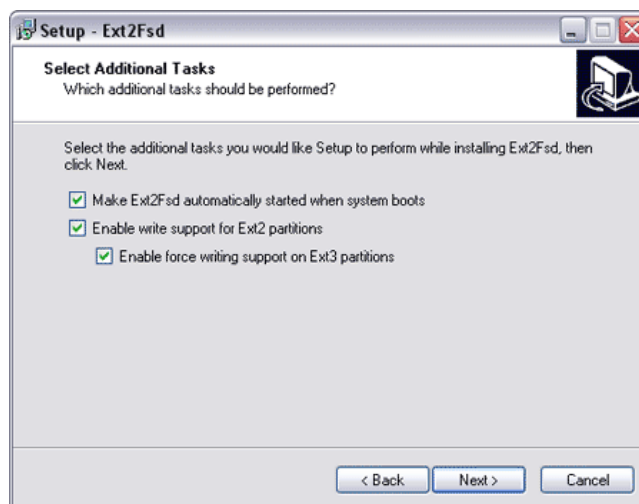 Setup - Ext2Fsd
Select Additional Tasks
Which additional tasks should be performed?
Select the additional tasks you would like Setup to perform while installing Ext2Fsd, then
click Next.
Make Ext2Fsd automatically started when system boots
Enable write support for Ext2 partitions
Enable force writing support on Ext3 partitions
< Back
Next >
Cancel